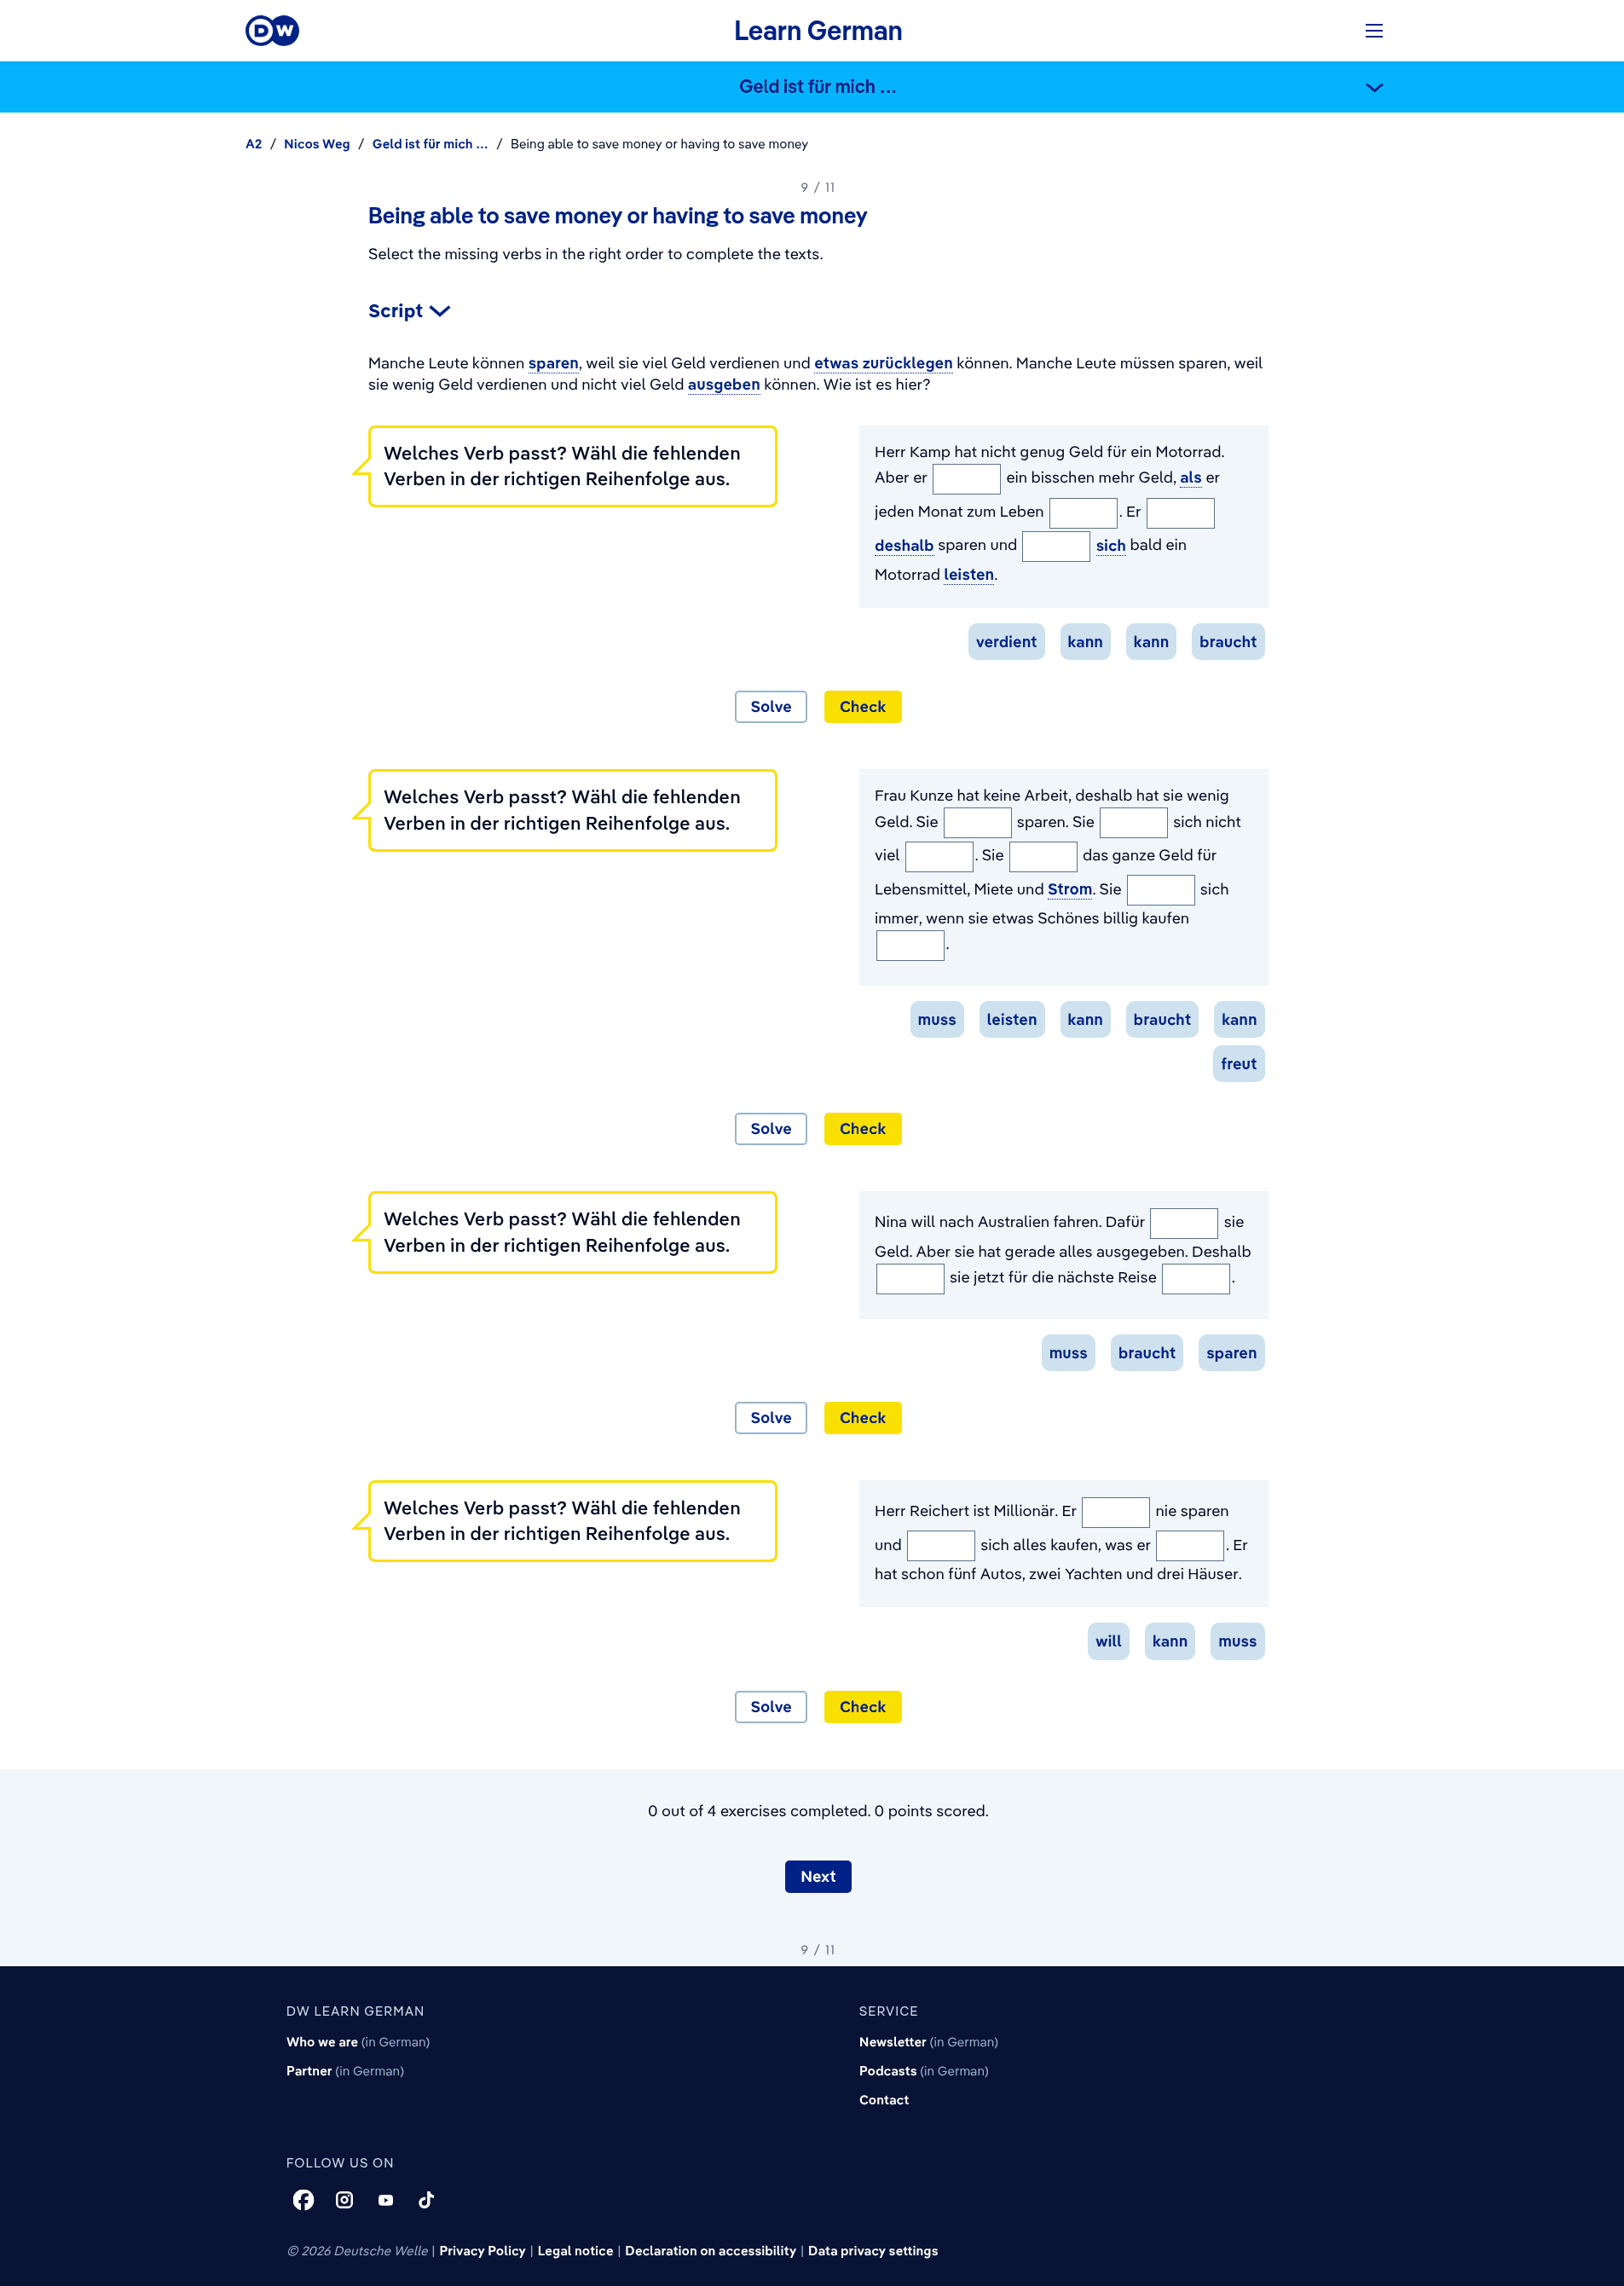 DW
Learn German
Geld ist für mich …
A2 / Nicos Weg / Geld ist für mich … / Being able to save money or having to save money
9 / 11
Being able to save money or having to save money
Select the missing verbs in the right order to complete the texts.
Script
Manche Leute können sparen, weil sie viel Geld verdienen und etwas zurücklegen können. Manche Leute müssen sparen, weil
sie wenig Geld verdienen und nicht viel Geld ausgeben können. Wie ist es hier?
Welches Verb passt? Wähl die fehlenden
Verben in der richtigen Reihenfolge aus.
Herr Kamp hat nicht genug Geld für ein Motorrad.
Aber er ein bisschen mehr Geld, als er
jeden Monat zum Leben . Er
deshalb sparen und sich bald ein
Motorrad leisten.
verdient kann kann braucht
Solve Check
Welches Verb passt? Wähl die fehlenden
Verben in der richtigen Reihenfolge aus.
Frau Kunze hat keine Arbeit, deshalb hat sie wenig
Geld. Sie sparen. Sie sich nicht
viel . Sie das ganze Geld für
Lebensmittel, Miete und Strom. Sie sich
immer, wenn sie etwas Schönes billig kaufen
.
muss leisten kann braucht kann
freut
Solve Check
Welches Verb passt? Wähl die fehlenden
Verben in der richtigen Reihenfolge aus.
Nina will nach Australien fahren. Dafür sie
Geld. Aber sie hat gerade alles ausgegeben. Deshalb
sie jetzt für die nächste Reise .
muss braucht sparen
Solve Check
Welches Verb passt? Wähl die fehlenden
Verben in der richtigen Reihenfolge aus.
Herr Reichert ist Millionär. Er nie sparen
und sich alles kaufen, was er . Er
hat schon fünf Autos, zwei Yachten und drei Häuser.
will kann muss
Solve Check
0 out of 4 exercises completed. 0 points scored.
Next
9 / 11
DW LEARN GERMAN
Who we are (in German)
Partner (in German)
SERVICE
Newsletter (in German)
Podcasts (in German)
Contact
FOLLOW US ON
© 2026 Deutsche Welle | Privacy Policy | Legal notice | Declaration on accessibility | Data privacy settings